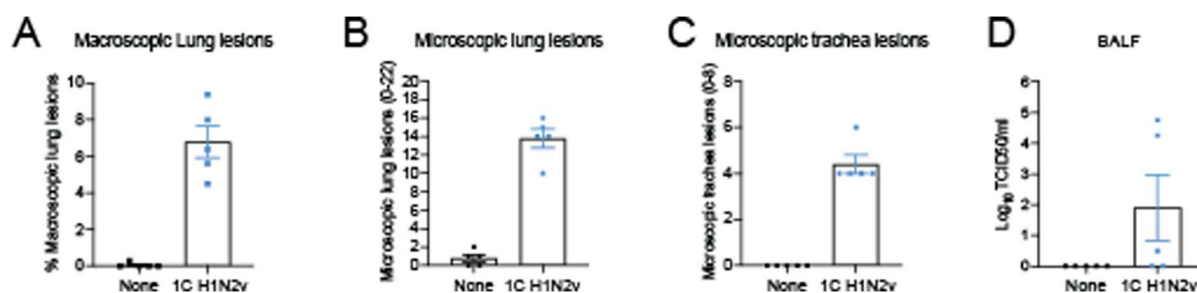 A Macroscopic Lung lesions
% Macroscopic lung lesions
10
8
6
4
2
0
None 1C H1N2v
B Microscopic lung lesions
Microscopic lung lesions (0-22)
20
18
16
14
12
10
8
6
4
2
0
None 1C H1N2v
C Microscopic trachea lesions
Microscopic trachea lesions (0-8)
8
6
4
2
0
None 1C H1N2v
D BALF
Log10 TCID50/ml
6
5
4
3
2
1
0
None 1C H1N2v